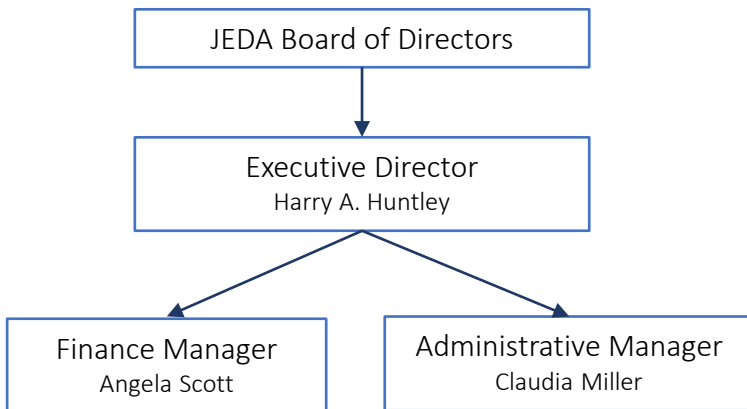 JEDA Board of Directors
Executive Director
Harry A. Huntley
Finance Manager
Angela Scott
Administrative Manager
Claudia Miller